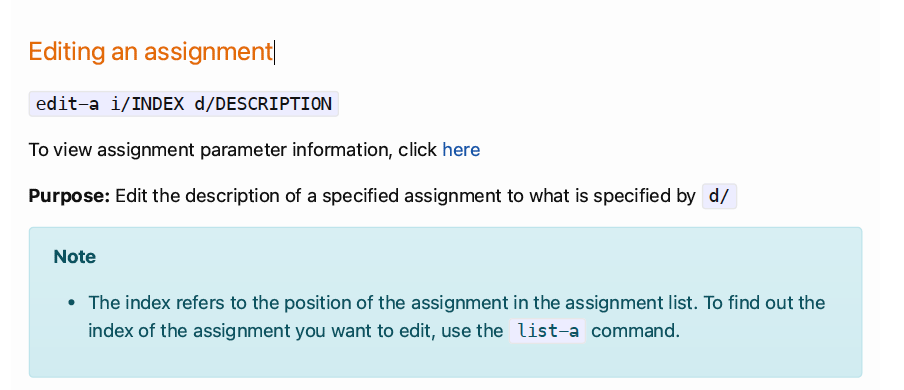 Editing an assignment
edit-a i/INDEX d/DESCRIPTION
To view assignment parameter information, click here
Purpose: Edit the description of a specified assignment to what is specified by d/
Note
• The index refers to the position of the assignment in the assignment list. To find out the
index of the assignment you want to edit, use the list-a command.